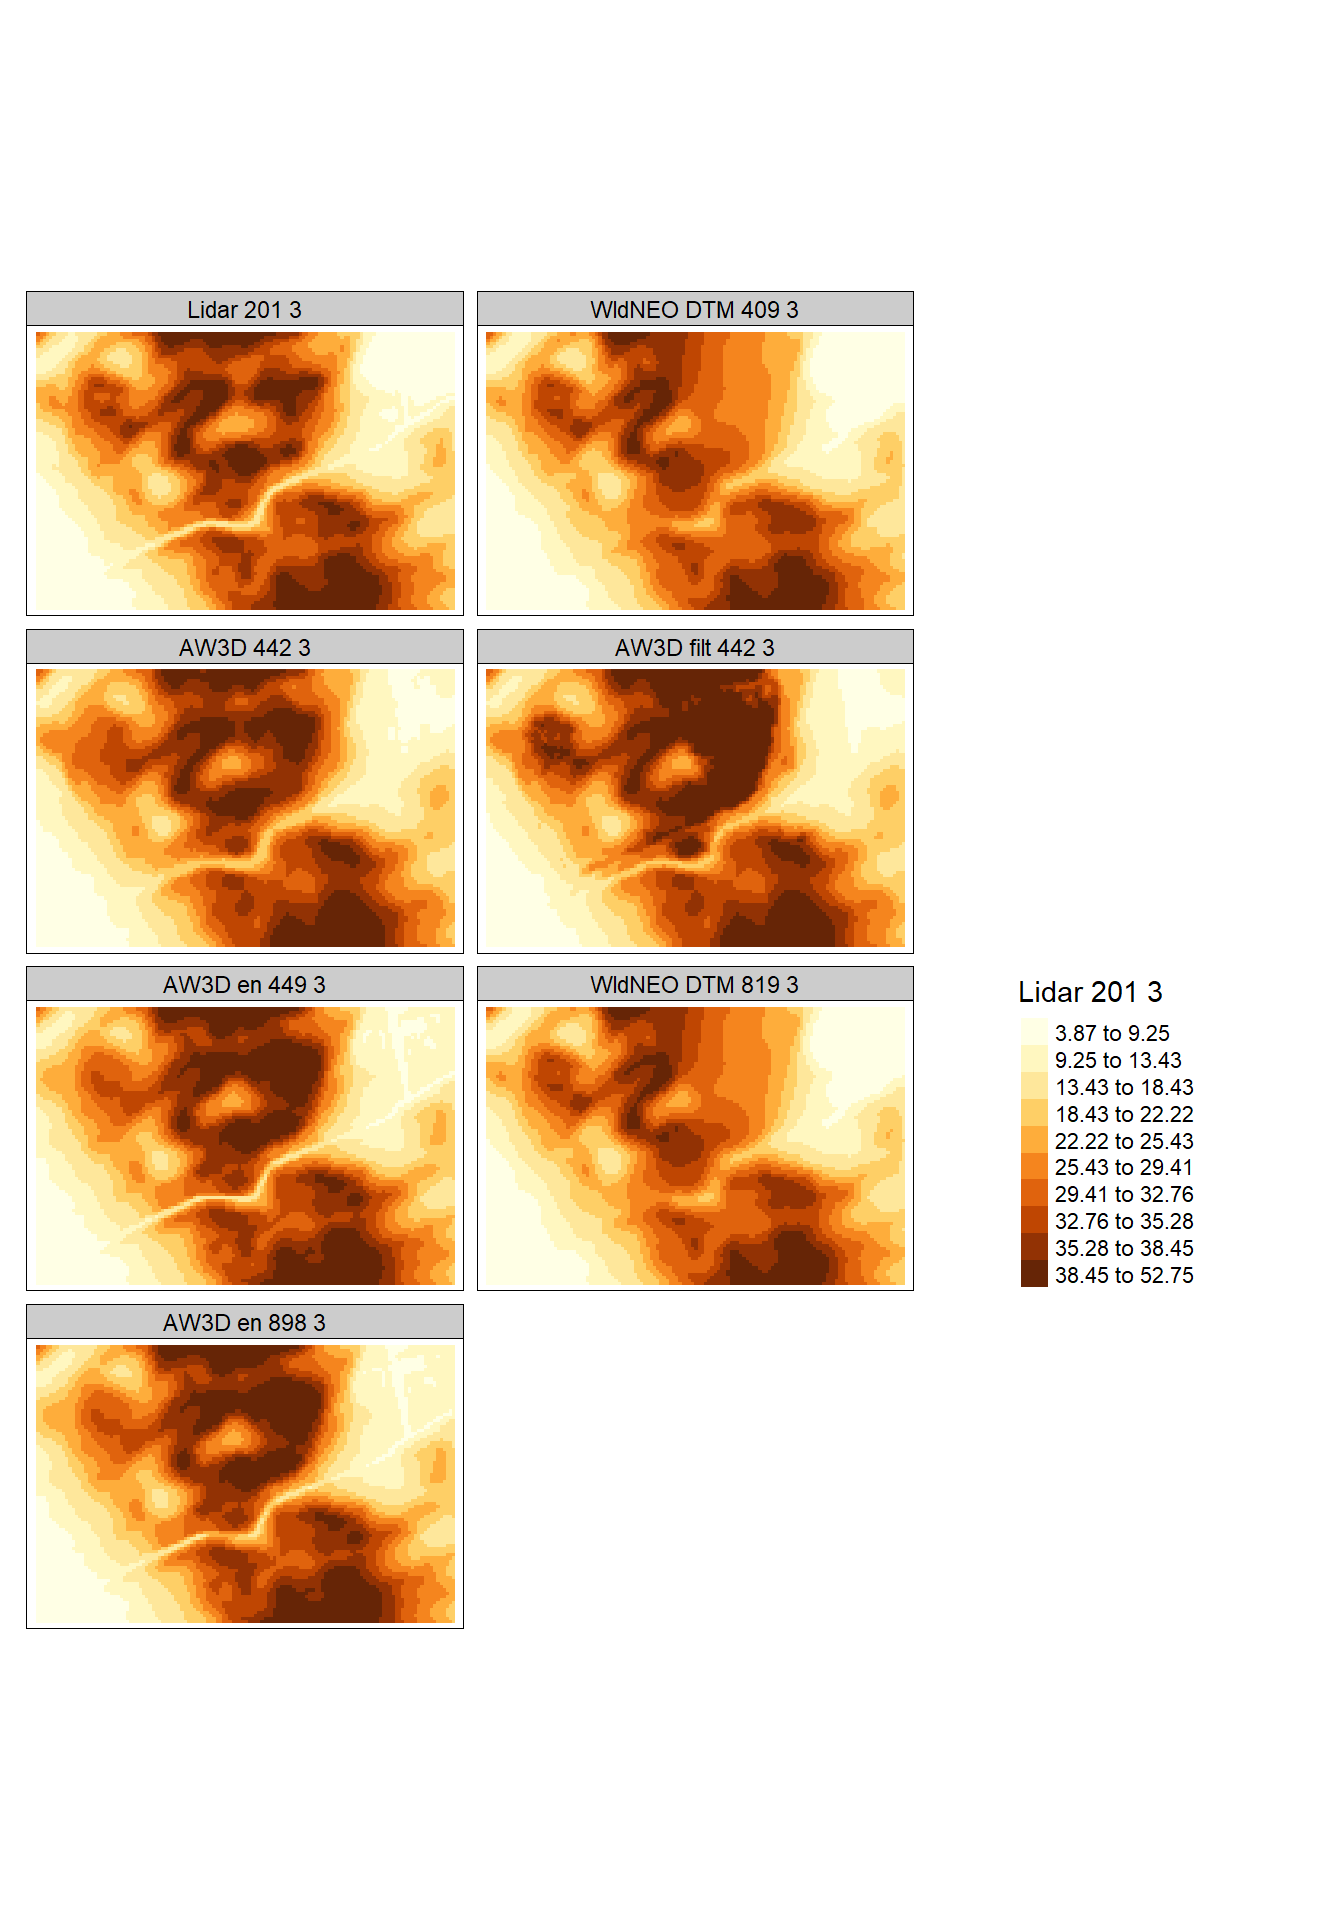 Lidar 201 3
WldNEO DTM 409 3
AW3D 442 3
AW3D filt 442 3
AW3D en 449 3
WldNEO DTM 819 3
AW3D en 898 3
Lidar 201 3
3.87 to 9.25
9.25 to 13.43
13.43 to 18.43
18.43 to 22.22
22.22 to 25.43
25.43 to 29.41
29.41 to 32.76
32.76 to 35.28
35.28 to 38.45
38.45 to 52.75